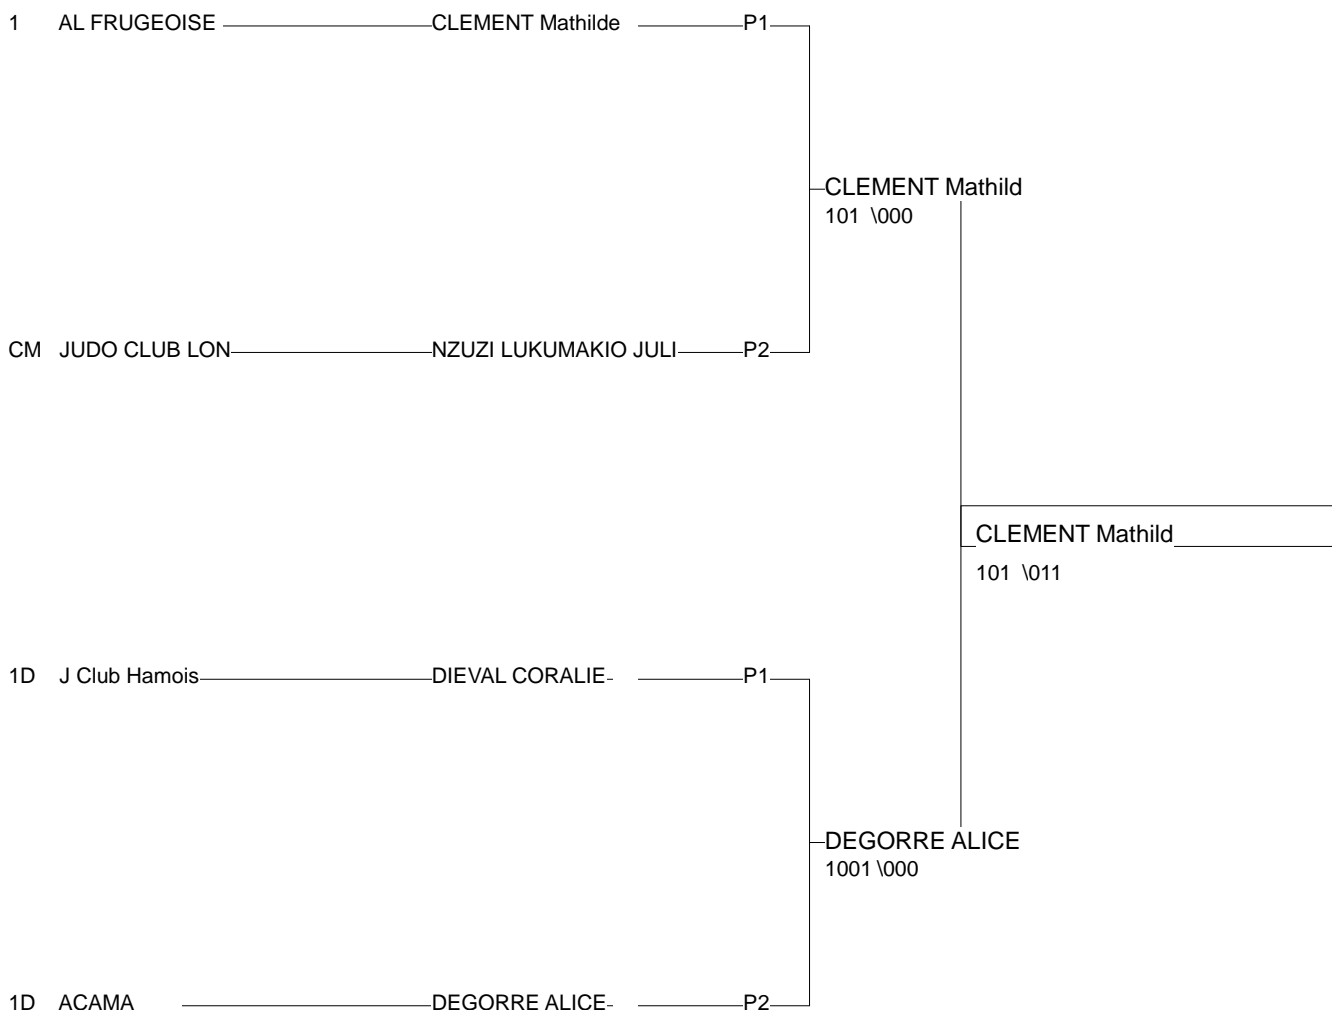 1 AL FRUGEOISE CLEMENT Mathilde P1
CLEMENT Mathild
101 \000
CM JUDO CLUB LON NZUZI LUKUMAKIO JULI P2
CLEMENT Mathild
101 \011
1D J Club Hamois DIEVAL CORALIE P1
DEGORRE ALICE
1001 \000
1D ACAMA DEGORRE ALICE P2